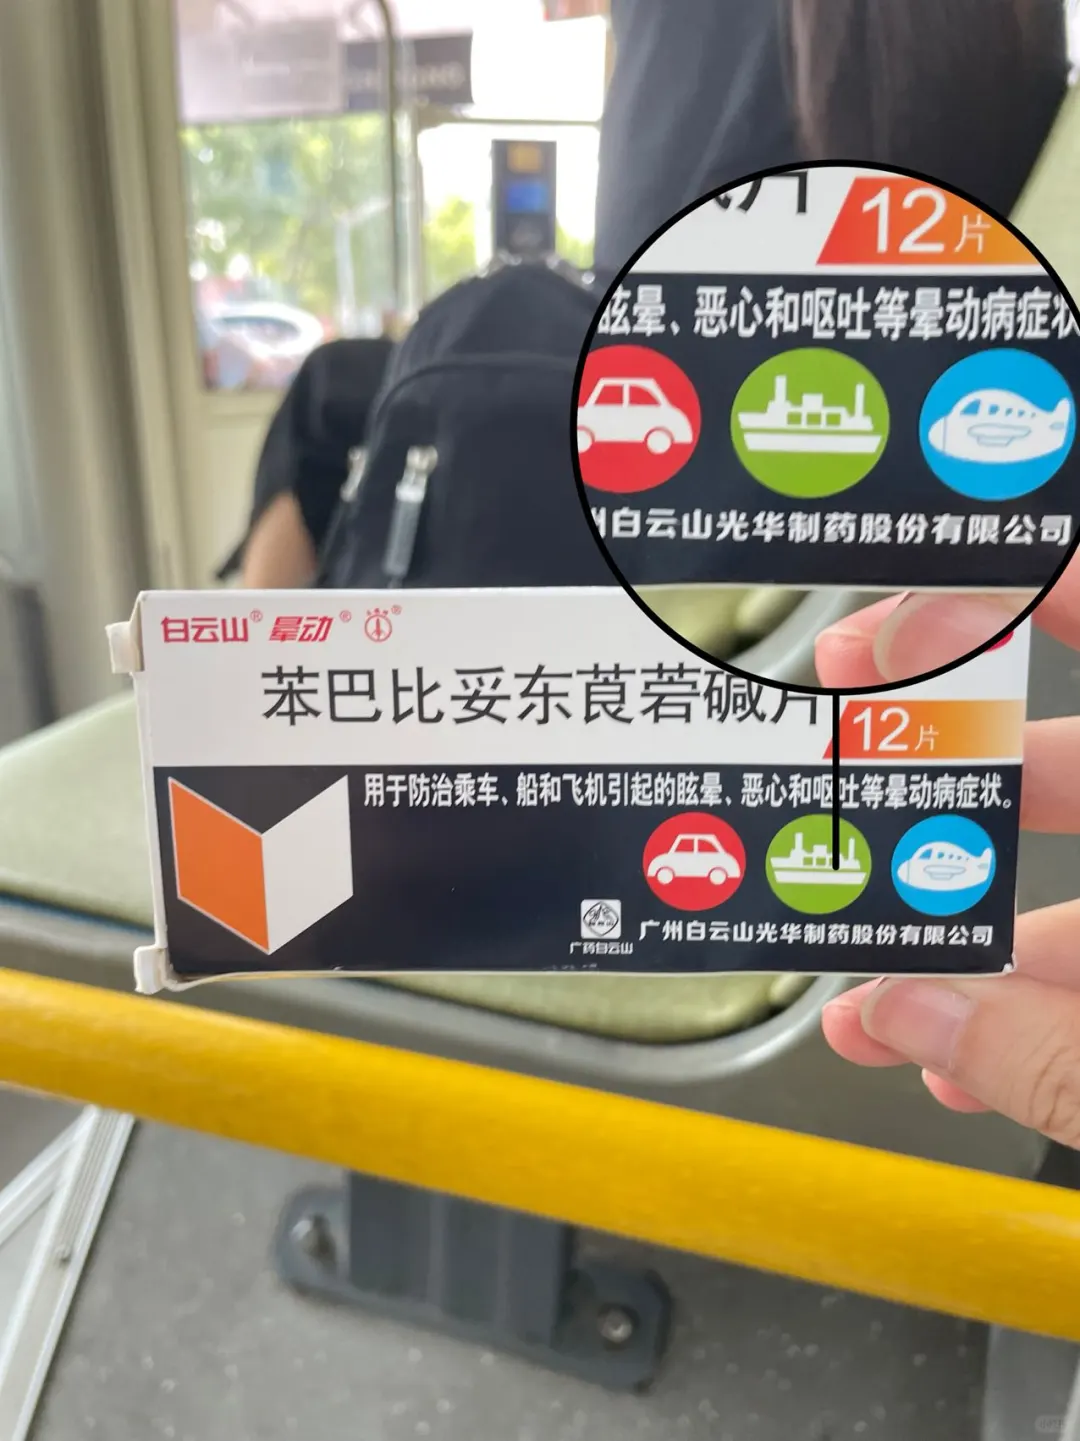 12片
眩晕、恶心和呕吐等晕动病症状
州白云山光华制药股份有限公司
白云山® 晕动® ®
苯巴比妥东莨菪碱片
12片
用于防治乘车、船和飞机引起的眩晕、恶心和呕吐等晕动病症状。
广药白云山
广州白云山光华制药股份有限公司